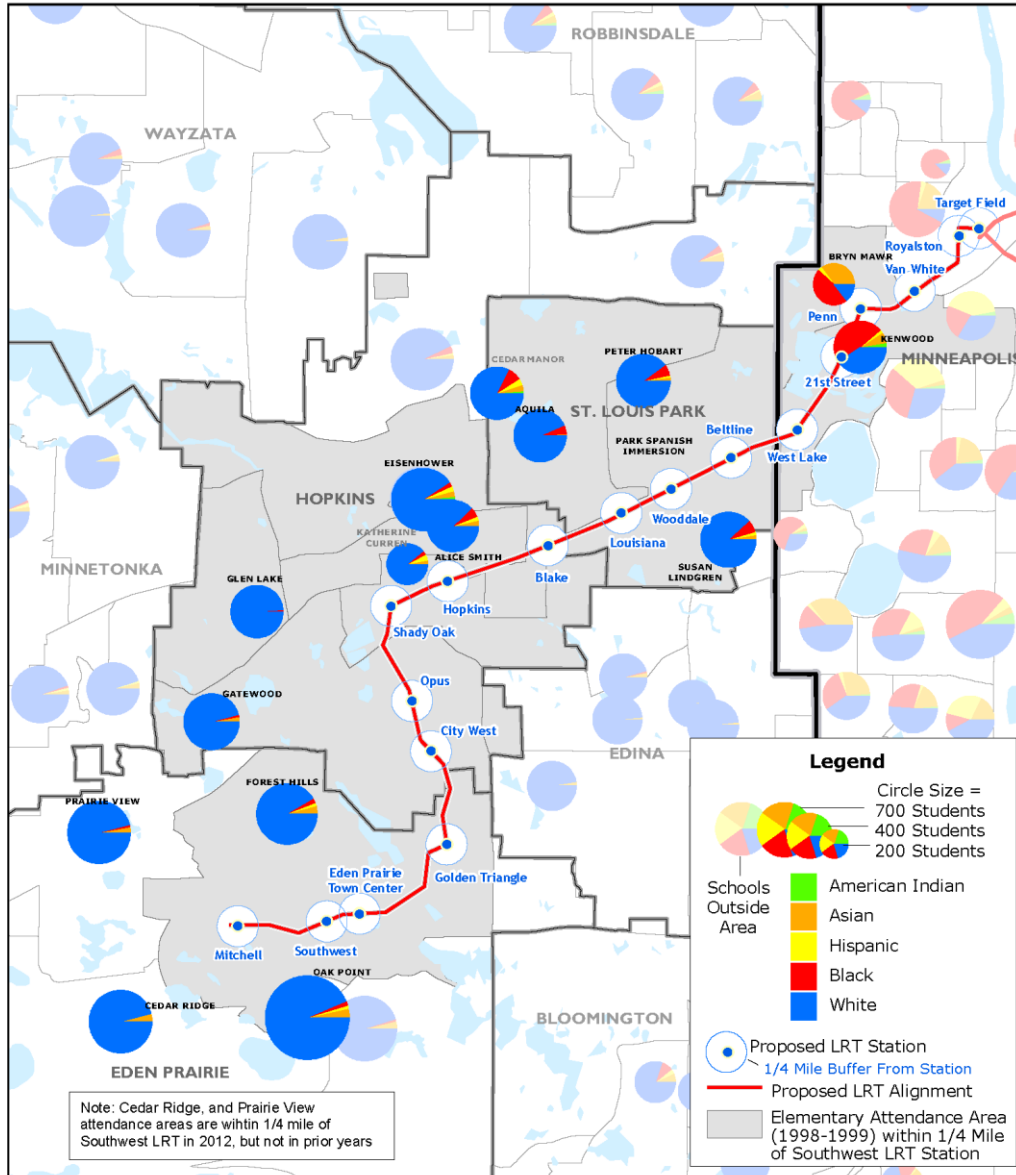 ROBBINSDALE
WAYZATA
Target Field
Royalston
BRYN MAWR
Van White
Penn
KENWOOD
MINNEAPOLIS
21st Street
CEDAR MANOR
PETER HOBART
AQUILA
ST. LOUIS PARK
Beltline
West Lake
PARK SPANISH
IMMERSION
EISENHOWER
HOPKINS
Wooddale
Louisiana
KATHERINE
CURREN
ALICE SMITH
Blake
SUSAN
LINDGREN
MINNETONKA
GLEN LAKE
Hopkins
Shady Oak
Opus
GATEWOOD
City West
EDINA
FOREST HILLS
PRAIRIE VIEW
Eden Prairie
Town Center
Golden Triangle
Southwest
Mitchell
OAK POINT
CEDAR RIDGE
BLOOMINGTON
EDEN PRAIRIE
Note: Cedar Ridge, and Prairie View
attendance areas are wihtin 1/4 mile of
Southwest LRT in 2012, but not in prior years
Legend
Circle Size =
700 Students
400 Students
200 Students
Schools
Outside
Area
American Indian
Asian
Hispanic
Black
White
Proposed LRT Station
1/4 Mile Buffer From Station
Proposed LRT Alignment
Elementary Attendance Area
(1998-1999) within 1/4 Mile
of Southwest LRT Station